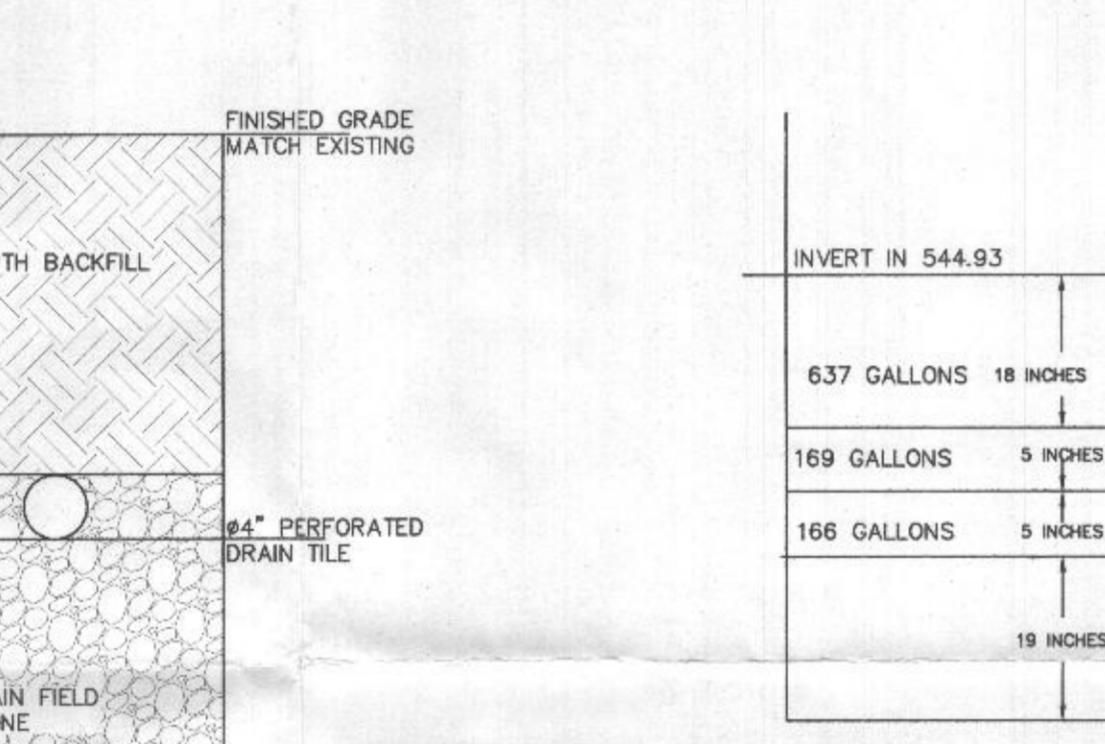 FINISHED GRADE
MATCH EXISTING
TH BACKFILL
ø4" PERFORATED
DRAIN TILE
AIN FIELD
NE
INVERT IN 544.93
637 GALLONS 18 INCHES
169 GALLONS 5 INCHES
166 GALLONS 5 INCHES
19 INCHES